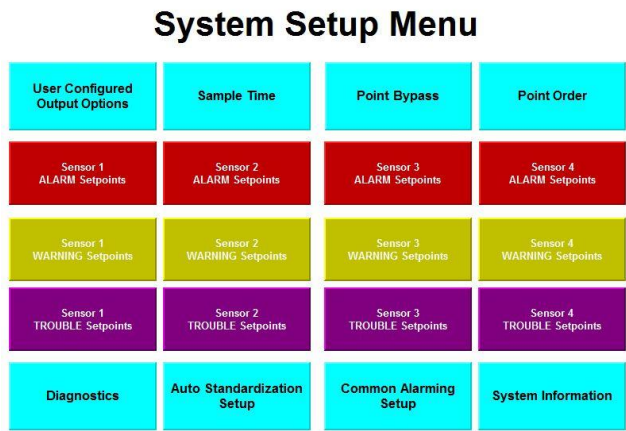 System Setup Menu
User Configured
Output Options
Sample Time
Point Bypass
Point Order
Sensor 1
ALARM Setpoints
Sensor 2
ALARM Setpoints
Sensor 3
ALARM Setpoints
Sensor 4
ALARM Setpoints
Sensor 1
WARNING Setpoints
Sensor 2
WARNING Setpoints
Sensor 3
WARNING Setpoints
Sensor 4
WARNING Setpoints
Sensor 1
TROUBLE Setpoints
Sensor 2
TROUBLE Setpoints
Sensor 3
TROUBLE Setpoints
Sensor 4
TROUBLE Setpoints
Diagnostics
Auto Standardization
Setup
Common Alarming
Setup
System Information